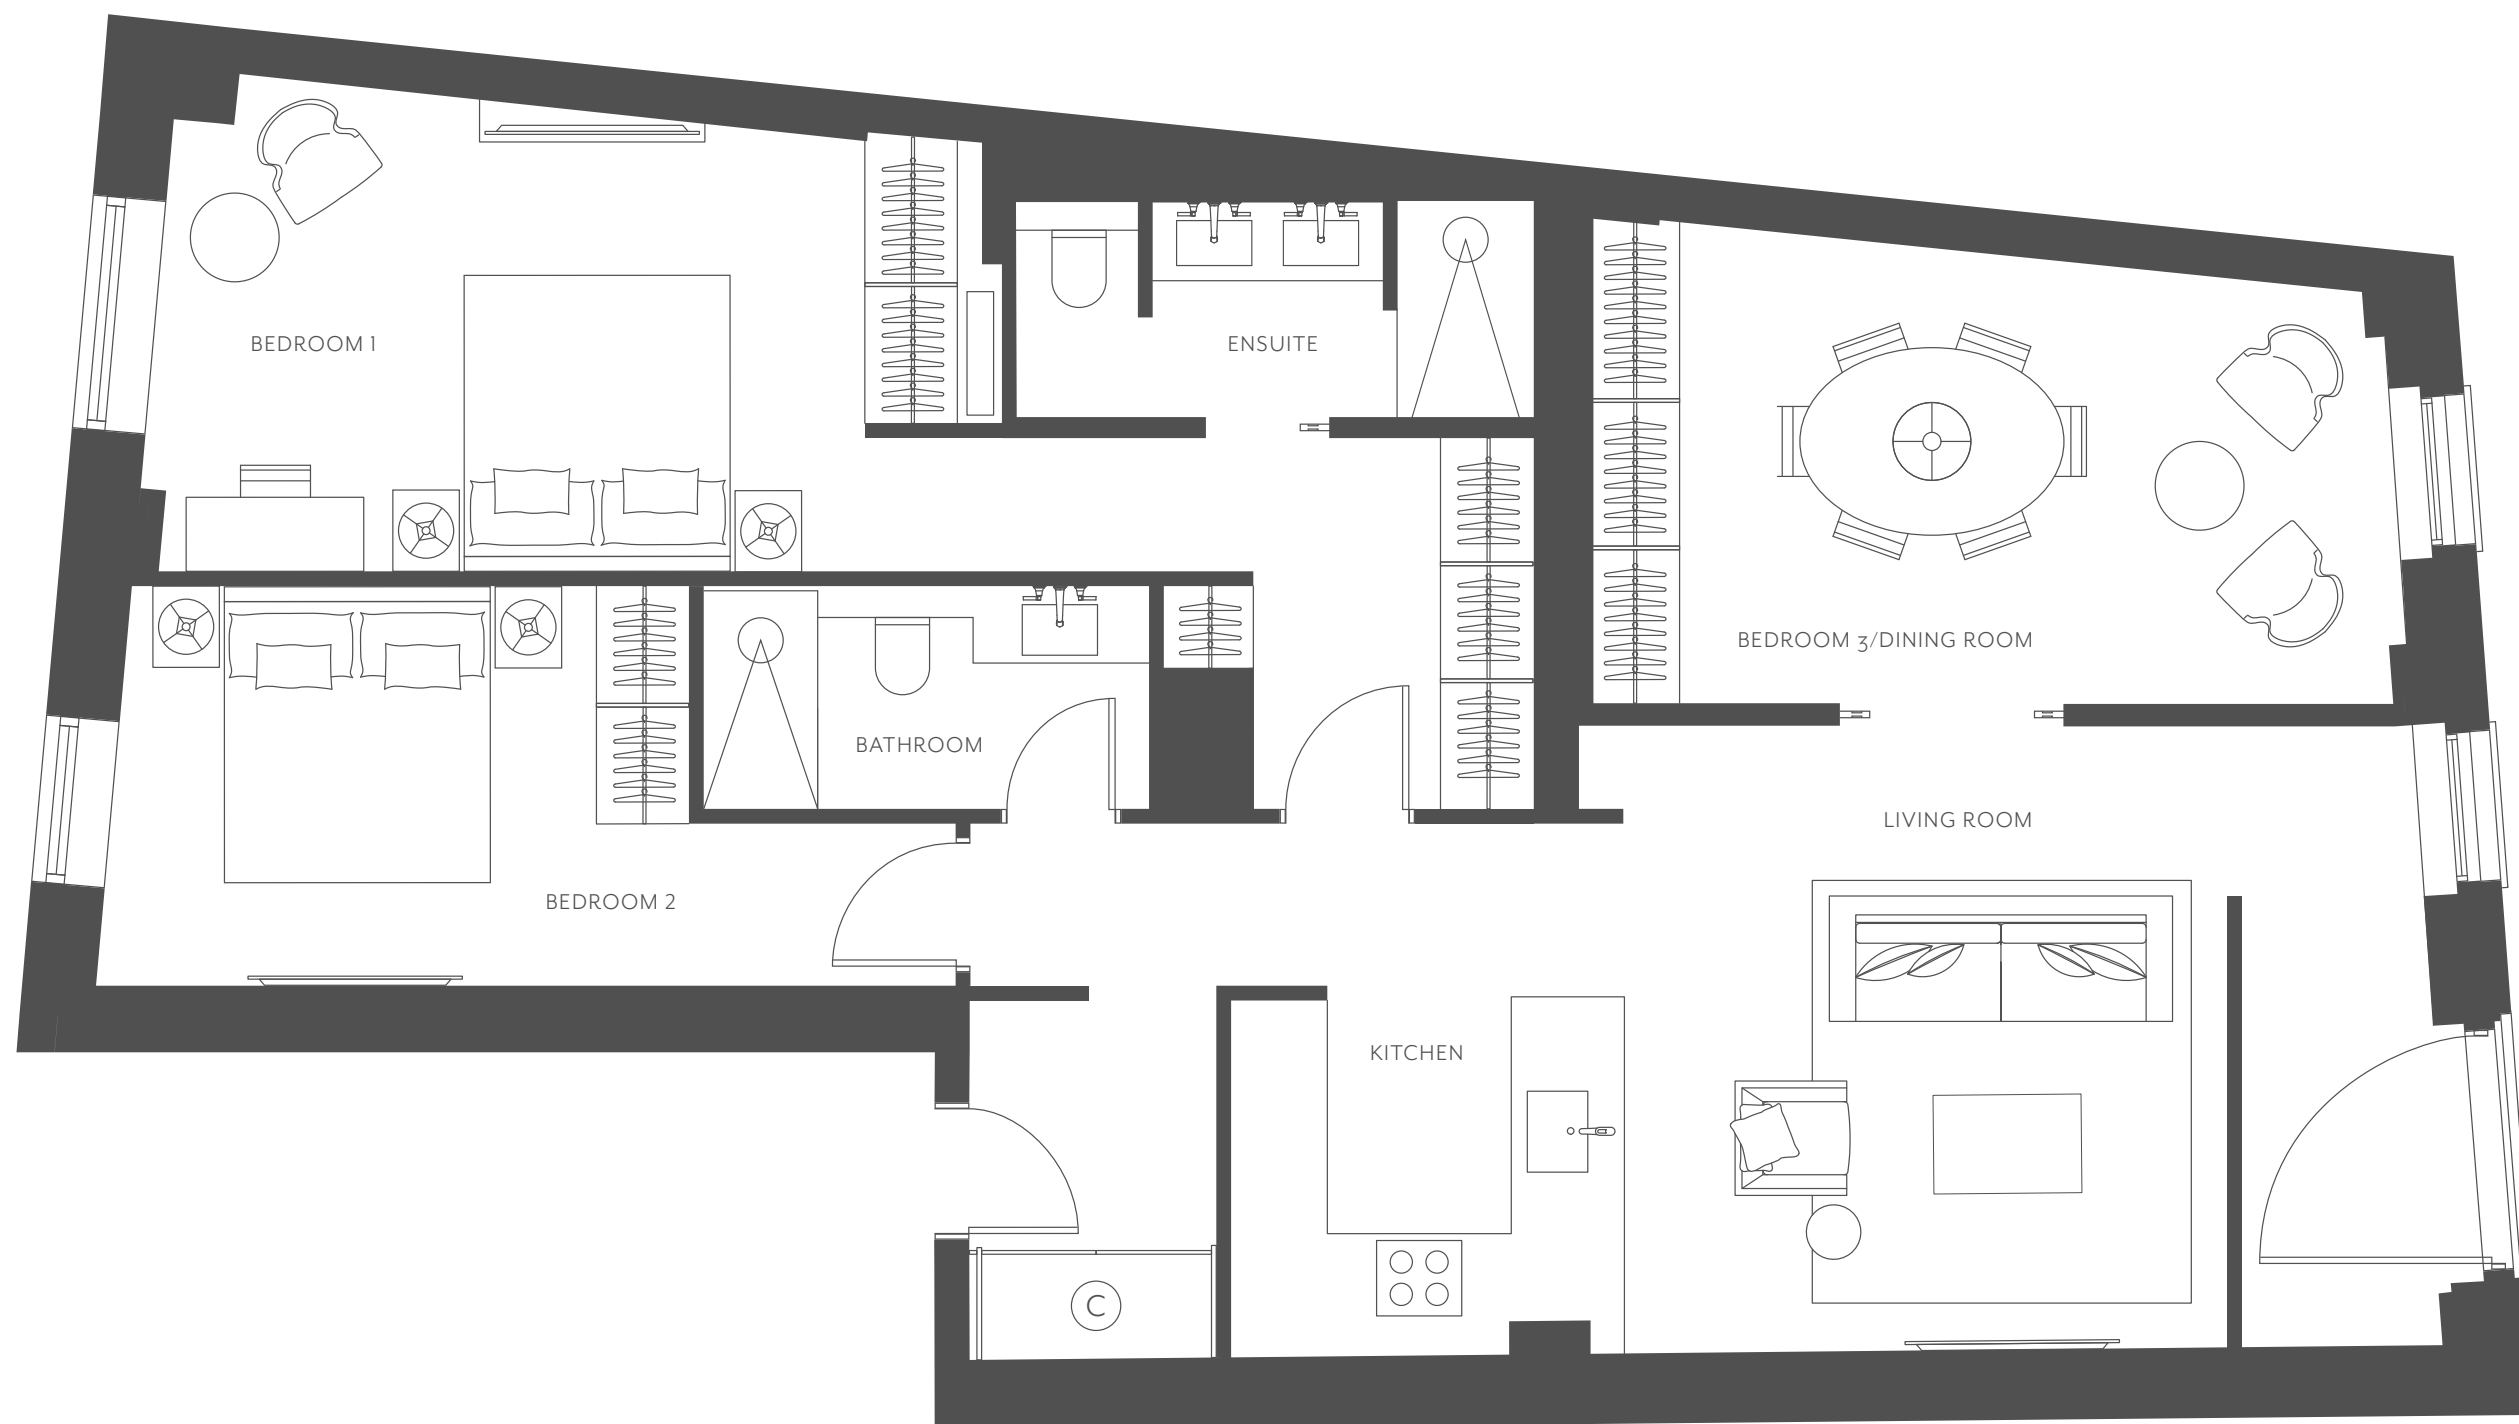 BEDROOM 1
ENSUITE
BEDROOM 3/DINING ROOM
BATHROOM
LIVING ROOM
BEDROOM 2
KITCHEN
C